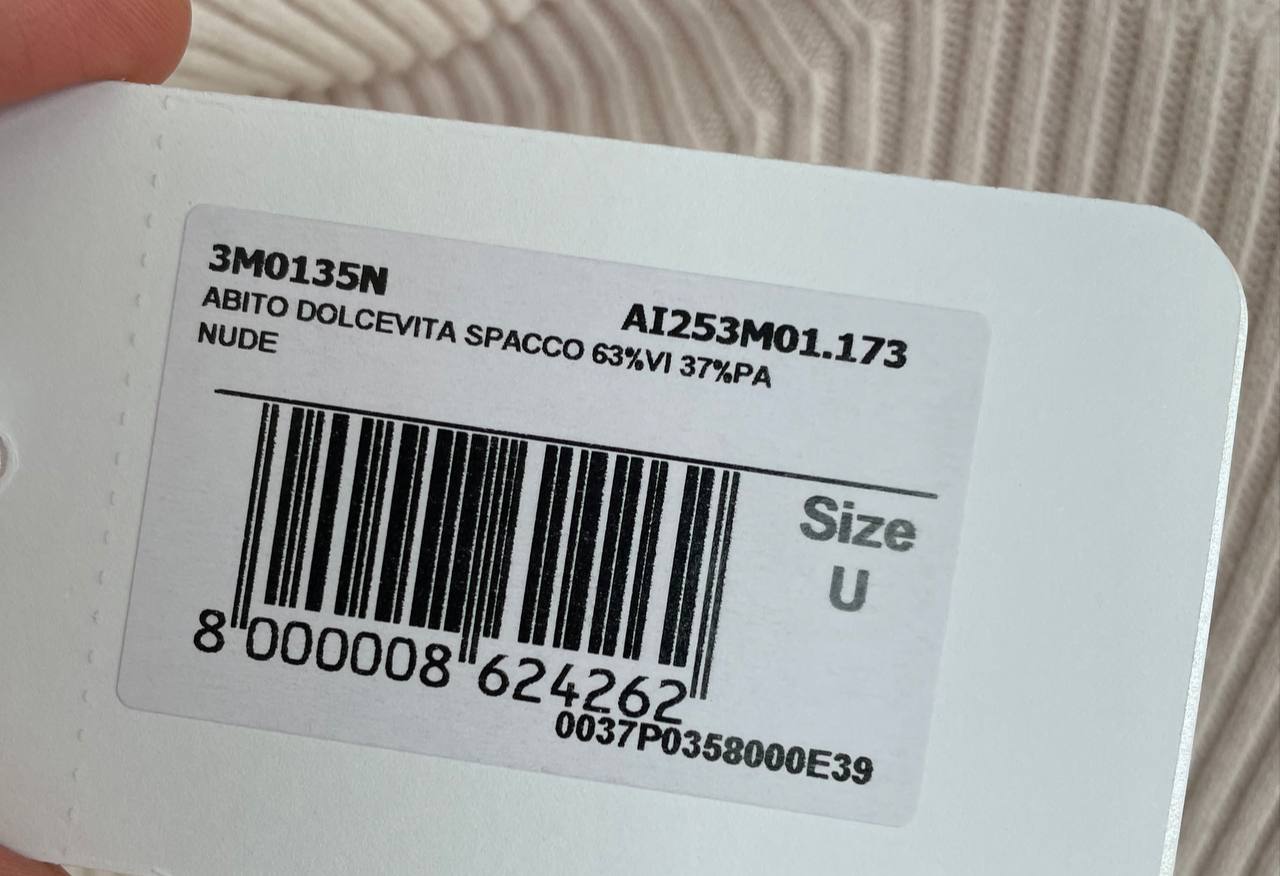 3M0135N
AI253M01.173
ABITO DOLCEVITA SPACCO 63%VI 37%PA
NUDE
Size
U
8 000008 624262
0037P0358000E39